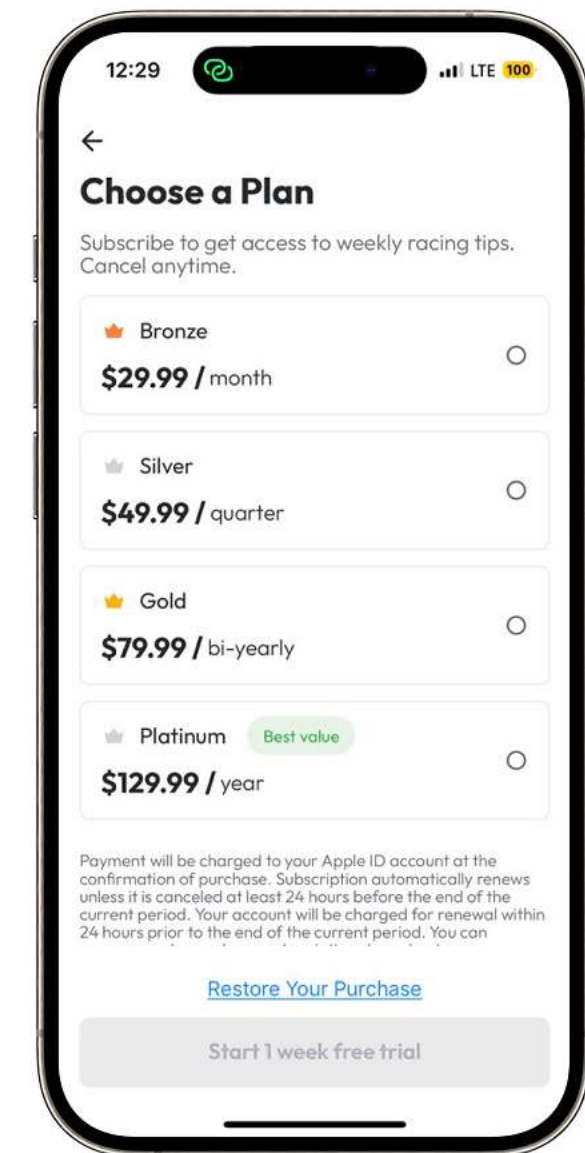 12:29
LTE 100
Choose a Plan
Subscribe to get access to weekly racing tips.
Cancel anytime.
Bronze
$29.99 / month
Silver
$49.99 / quarter
Gold
$79.99 / bi-yearly
Platinum Best value
$129.99 / year
Payment will be charged to your Apple ID account at the
confirmation of purchase. Subscription automatically renews
unless it is canceled at least 24 hours before the end of the
current period. Your account will be charged for renewal within
24 hours prior to the end of the current period. You can
Restore Your Purchase
Start 1 week free trial